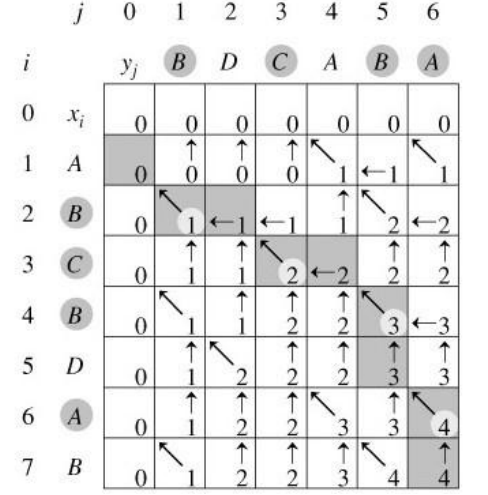 j 0 1 2 3 4 5 6
i yj B D C A B A
0 xi 0 0 0 0 0 0 0
1 A 0 ↑0 ↑0 ↑0 ↖1 ←1 ↖1
2 B 0 ↖1 ←1 ←1 ↑1 ↖2 ←2
3 C 0 ↑1 ↑1 ↖2 ←2 ↑2 ↑2
4 B 0 ↖1 ↑1 ↑2 ↑2 ↖3 ←3
5 D 0 ↑1 ↖2 ↑2 ↑2 ↑3 ↑3
6 A 0 ↑1 ↑2 ↑2 ↖3 ↑3 ↖4
7 B 0 ↖1 ↑2 ↑2 ↑3 ↖4 ↑4